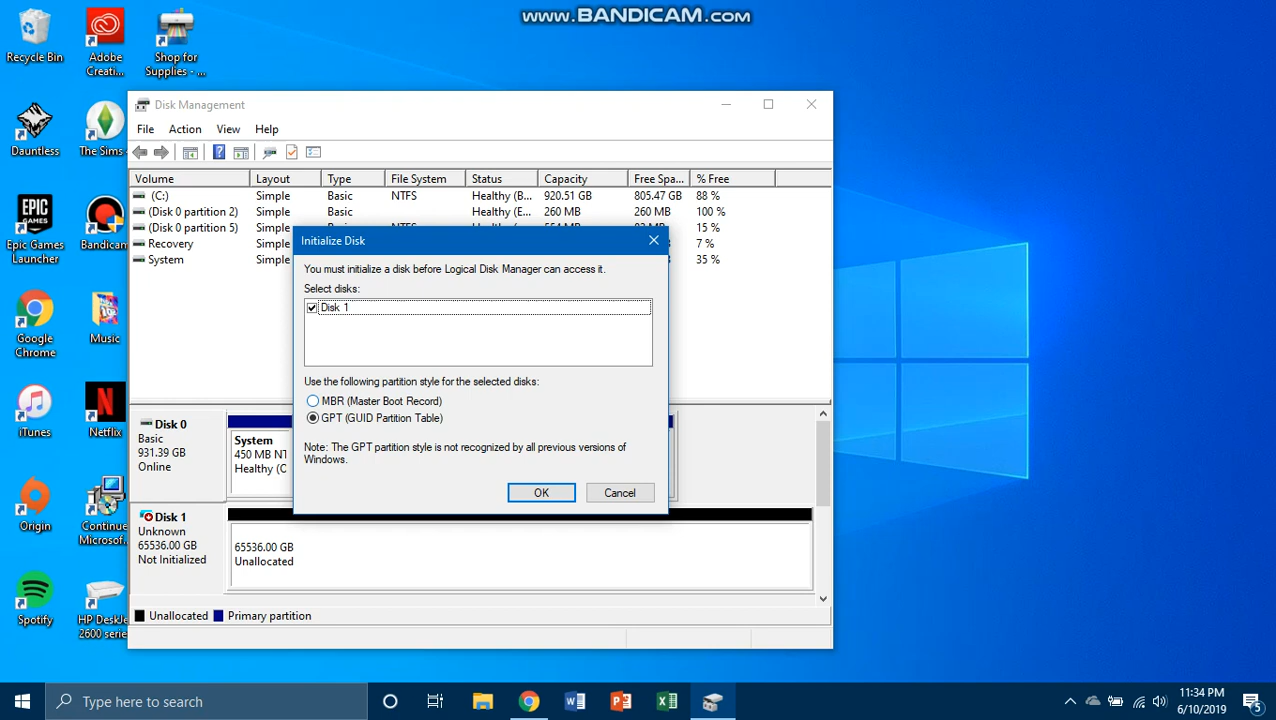 www.BANDICAM.com
Recycle Bin
Adobe
Creati...
Shop for
Supplies - ...
Dauntless
The Sims
Epic Games
Launcher
Bandicam
Google
Chrome
Music
iTunes
Netflix
Origin
Continue
Microsof...
Spotify
HP DeskJe
2600 series
Disk Management
File Action View Help
Volume Layout Type File System Status Capacity Free Spa... % Free
(C:) Simple Basic NTFS Healthy (B... 920.51 GB 805.47 GB 88 %
(Disk 0 partition 2) Simple Basic Healthy (E... 260 MB 260 MB 100 %
(Disk 0 partition 5) Simple Basic 15 %
Recovery Simple 7 %
System Simple 35 %
Initialize Disk
You must initialize a disk before Logical Disk Manager can access it.
Select disks:
Disk 1
Use the following partition style for the selected disks:
MBR (Master Boot Record)
GPT (GUID Partition Table)
Note: The GPT partition style is not recognized by all previous versions of
Windows.
OK Cancel
Disk 0
Basic
931.39 GB
Online
System
450 MB NT
Healthy (C
Disk 1
Unknown
65536.00 GB
Not Initialized
65536.00 GB
Unallocated
Unallocated Primary partition
Type here to search
11:34 PM
6/10/2019
5